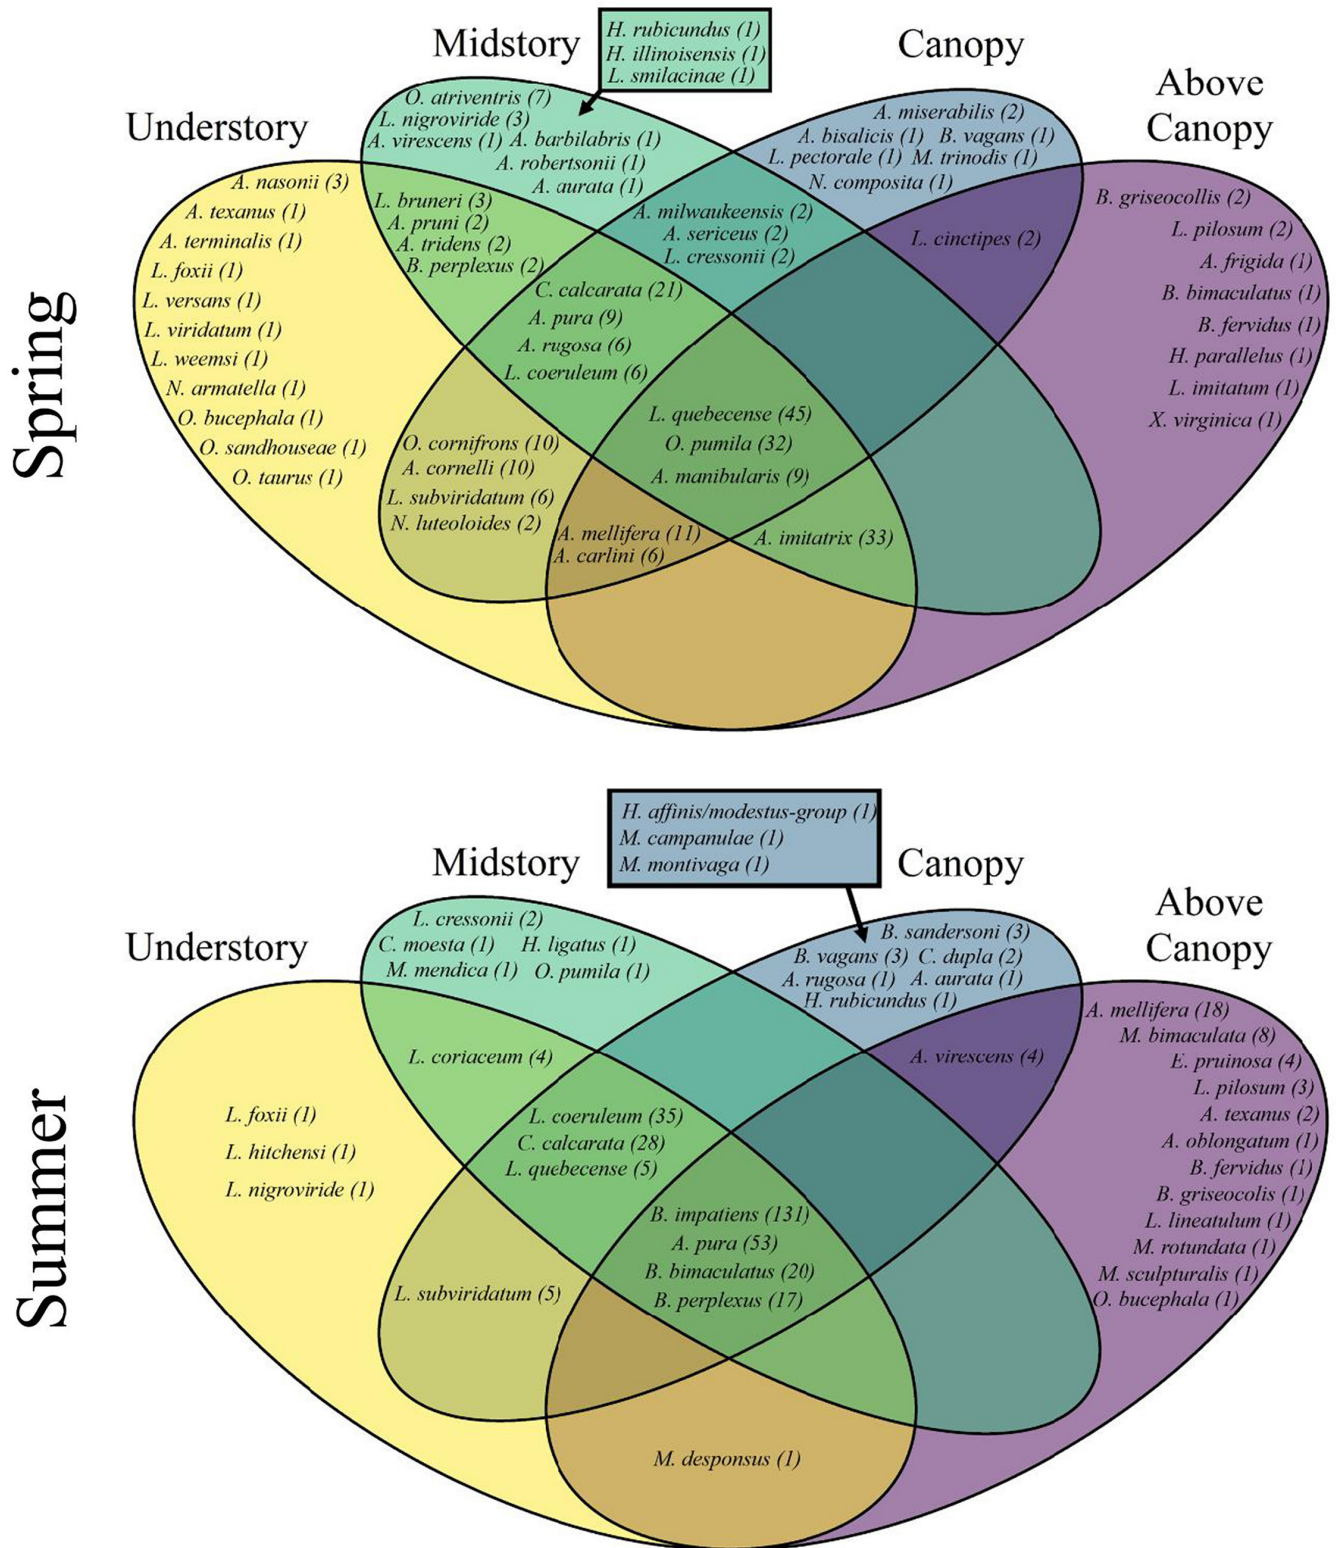 Spring
Understory
Midstory
Canopy
Above
Canopy
H. rubicundus (1)
H. illinoisensis (1)
L. smilacinae (1)
A. nasonii (3)
A. texanus (1)
A. terminalis (1)
L. foxii (1)
L. versans (1)
L. viridatum (1)
L. weemsi (1)
N. armatella (1)
O. bucephala (1)
O. sandhouseae (1)
O. taurus (1)
O. atriventris (7)
L. nigroviride (3)
A. virescens (1) A. barbilabris (1)
A. robertsonii (1)
A. aurata (1)
L. bruneri (3)
A. pruni (2)
A. tridens (2)
B. perplexus (2)
A. miserabilis (2)
A. bisalicis (1) B. vagans (1)
L. pectorale (1) M. trinodis (1)
N. composita (1)
A. milwaukeensis (2)
A. sericeus (2)
L. cressonii (2)
L. cinctipes (2)
B. griseocollis (2)
L. pilosum (2)
A. frigida (1)
B. bimaculatus (1)
B. fervidus (1)
H. parallelus (1)
L. imitatum (1)
X. virginica (1)
C. calcarata (21)
A. pura (9)
A. rugosa (6)
L. coeruleum (6)
L. quebecense (45)
O. pumila (32)
A. manibularis (9)
O. cornifrons (10)
A. cornelli (10)
L. subviridatum (6)
N. luteoloides (2)
A. mellifera (11)
A. carlini (6)
A. imitatrix (33)
Summer
Understory
Midstory
Canopy
Above
Canopy
H. affinis/modestus-group (1)
M. campanulae (1)
M. montivaga (1)
L. foxii (1)
L. hitchensi (1)
L. nigroviride (1)
L. cressonii (2)
C. moesta (1) H. ligatus (1)
M. mendica (1) O. pumila (1)
L. coriaceum (4)
B. sandersoni (3)
B. vagans (3) C. dupla (2)
A. rugosa (1) A. aurata (1)
H. rubicundus (1)
A. virescens (4)
A. mellifera (18)
M. bimaculata (8)
E. pruinosa (4)
L. pilosum (3)
A. texanus (2)
A. oblongatum (1)
B. fervidus (1)
B. griseocolis (1)
L. lineatulum (1)
M. rotundata (1)
M. sculpturalis (1)
O. bucephala (1)
L. coeruleum (35)
C. calcarata (28)
L. quebecense (5)
B. impatiens (131)
A. pura (53)
B. bimaculatus (20)
B. perplexus (17)
L. subviridatum (5)
M. desponsus (1)